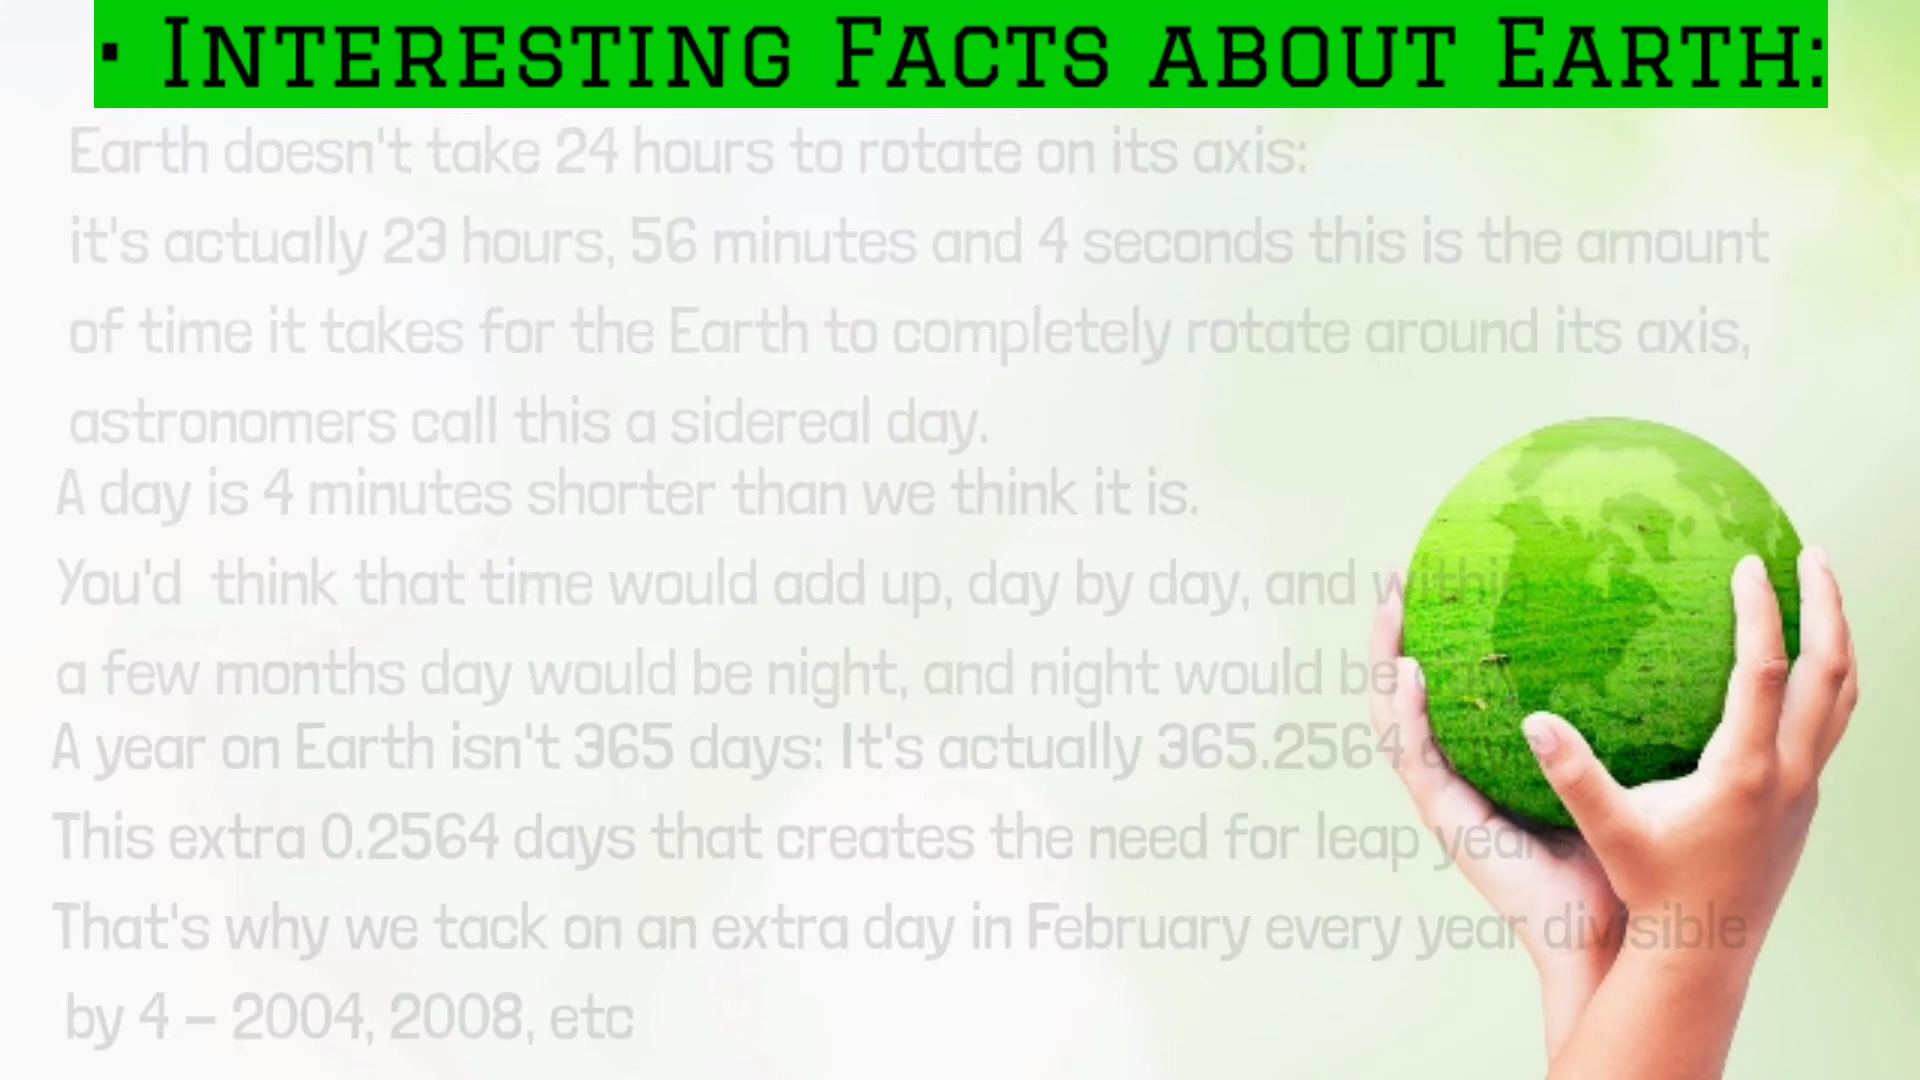 • Interesting Facts about Earth:
Earth doesn't take 24 hours to rotate on its axis:
it's actually 23 hours, 56 minutes and 4 seconds this is the amount
of time it takes for the Earth to completely rotate around its axis,
astronomers call this a sidereal day.
A day is 4 minutes shorter than we think it is.
You'd think that time would add up, day by day, and within
a few months day would be night, and night would be
A year on Earth isn't 365 days: It's actually 365.2564
This extra 0.2564 days that creates the need for leap years.
That's why we tack on an extra day in February every year divisible
by 4 – 2004, 2008, etc